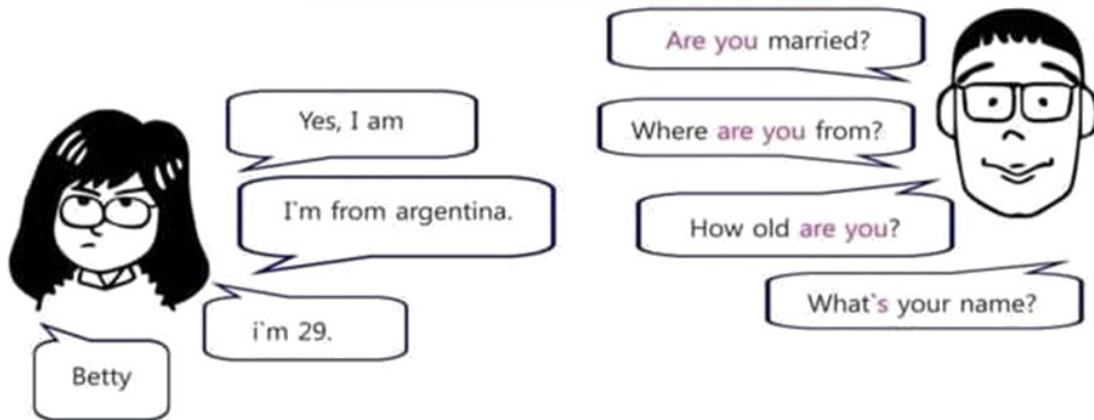 Are you married?
Yes, I am
Where are you from?
I`m from argentina.
How old are you?
i`m 29.
What`s your name?
Betty